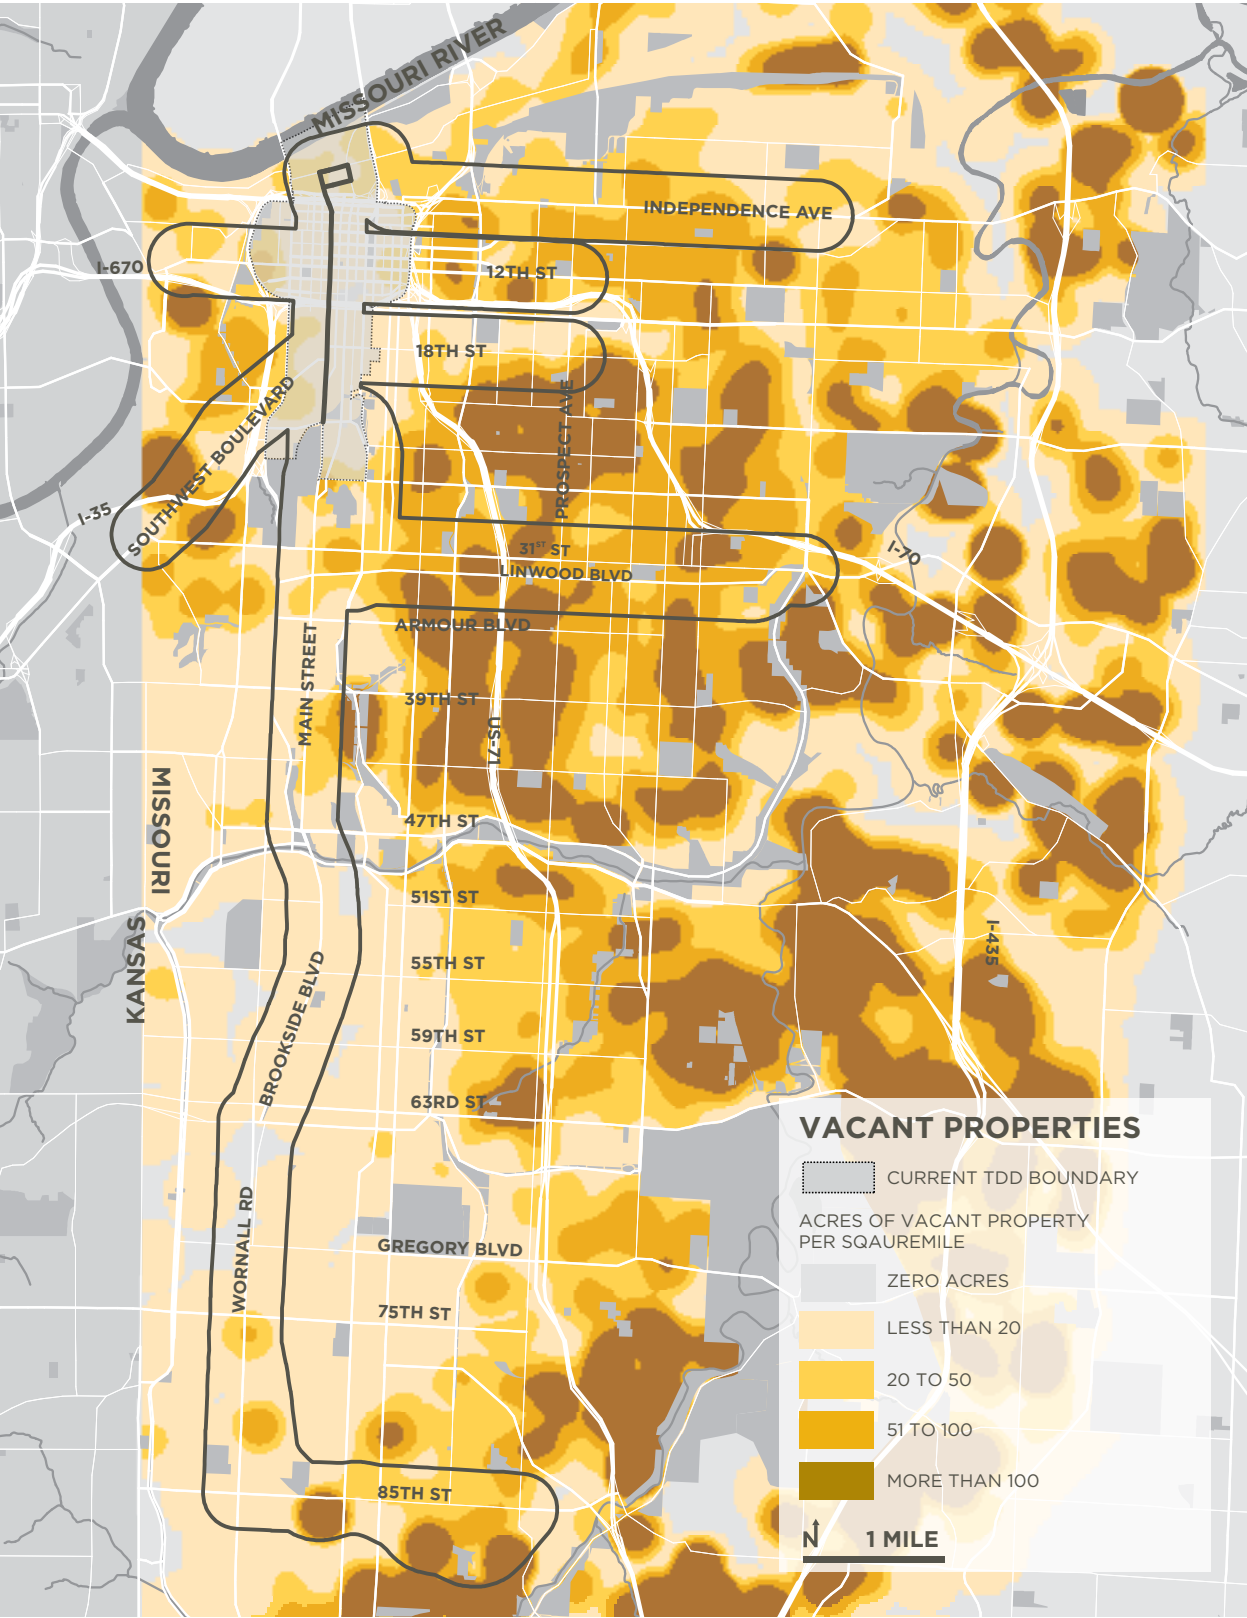 MISSOURI RIVER
INDEPENDENCE AVE
I-670
12TH ST
18TH ST
SOUTHWEST BOULEVARD
PROSPECT AVE
I-35
31ST ST
I-70
LINWOOD BLVD
ARMOUR BLVD
MAIN STREET
39TH ST
US-71
MISSOURI
47TH ST
51ST ST
KANSAS
I-435
55TH ST
BROOKSIDE BLVD
59TH ST
63RD ST
WORNALL RD
GREGORY BLVD
75TH ST
85TH ST
VACANT PROPERTIES
CURRENT TDD BOUNDARY
ACRES OF VACANT PROPERTY
PER SQAUREMILE
ZERO ACRES
LESS THAN 20
20 TO 50
51 TO 100
MORE THAN 100
N 1 MILE